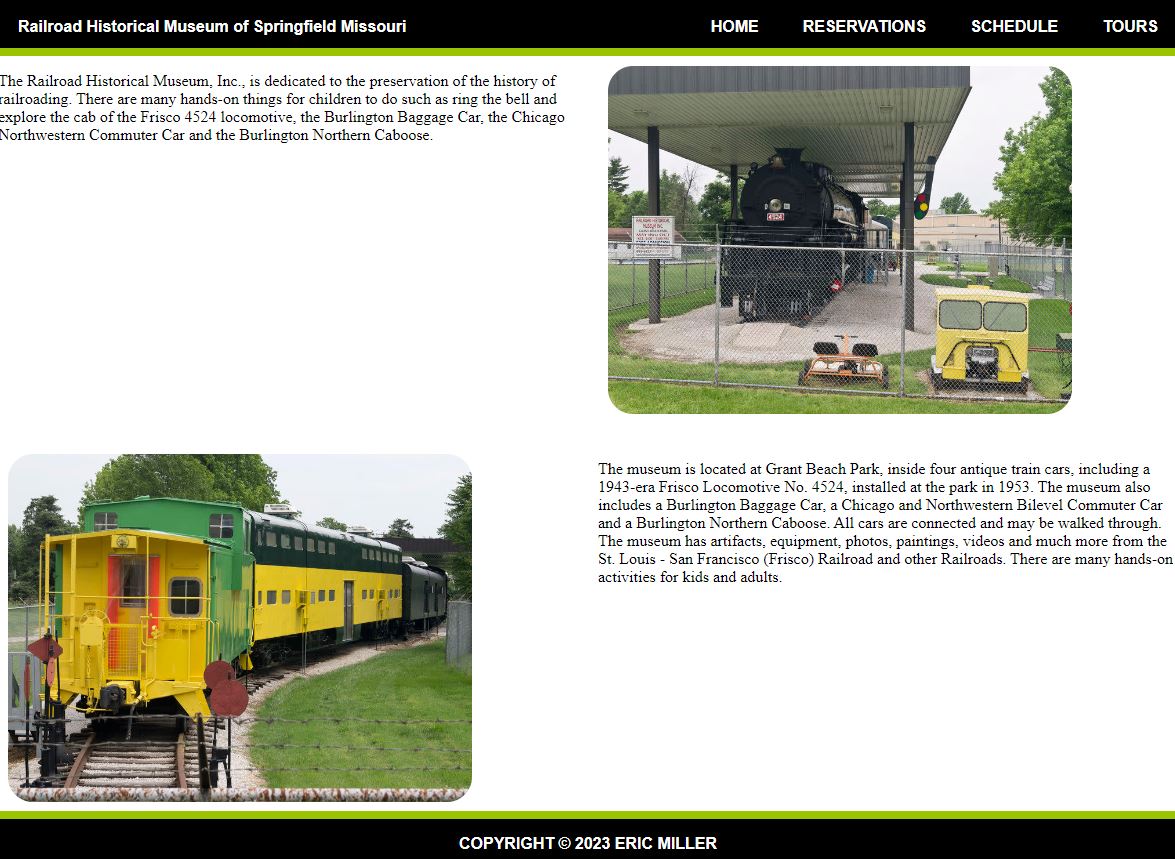 Railroad Historical Museum of Springfield Missouri
HOME RESERVATIONS SCHEDULE TOURS
The Railroad Historical Museum, Inc., is dedicated to the preservation of the history of
railroading. There are many hands-on things for children to do such as ring the bell and
explore the cab of the Frisco 4524 locomotive, the Burlington Baggage Car, the Chicago
Northwestern Commuter Car and the Burlington Northern Caboose.
4524
RAILROAD HISTORICAL
MUSEUM INC
The museum is located at Grant Beach Park, inside four antique train cars, including a
1943-era Frisco Locomotive No. 4524, installed at the park in 1953. The museum also
includes a Burlington Baggage Car, a Chicago and Northwestern Bilevel Commuter Car
and a Burlington Northern Caboose. All cars are connected and may be walked through.
The museum has artifacts, equipment, photos, paintings, videos and much more from the
St. Louis - San Francisco (Frisco) Railroad and other Railroads. There are many hands-on
activities for kids and adults.
COPYRIGHT © 2023 ERIC MILLER